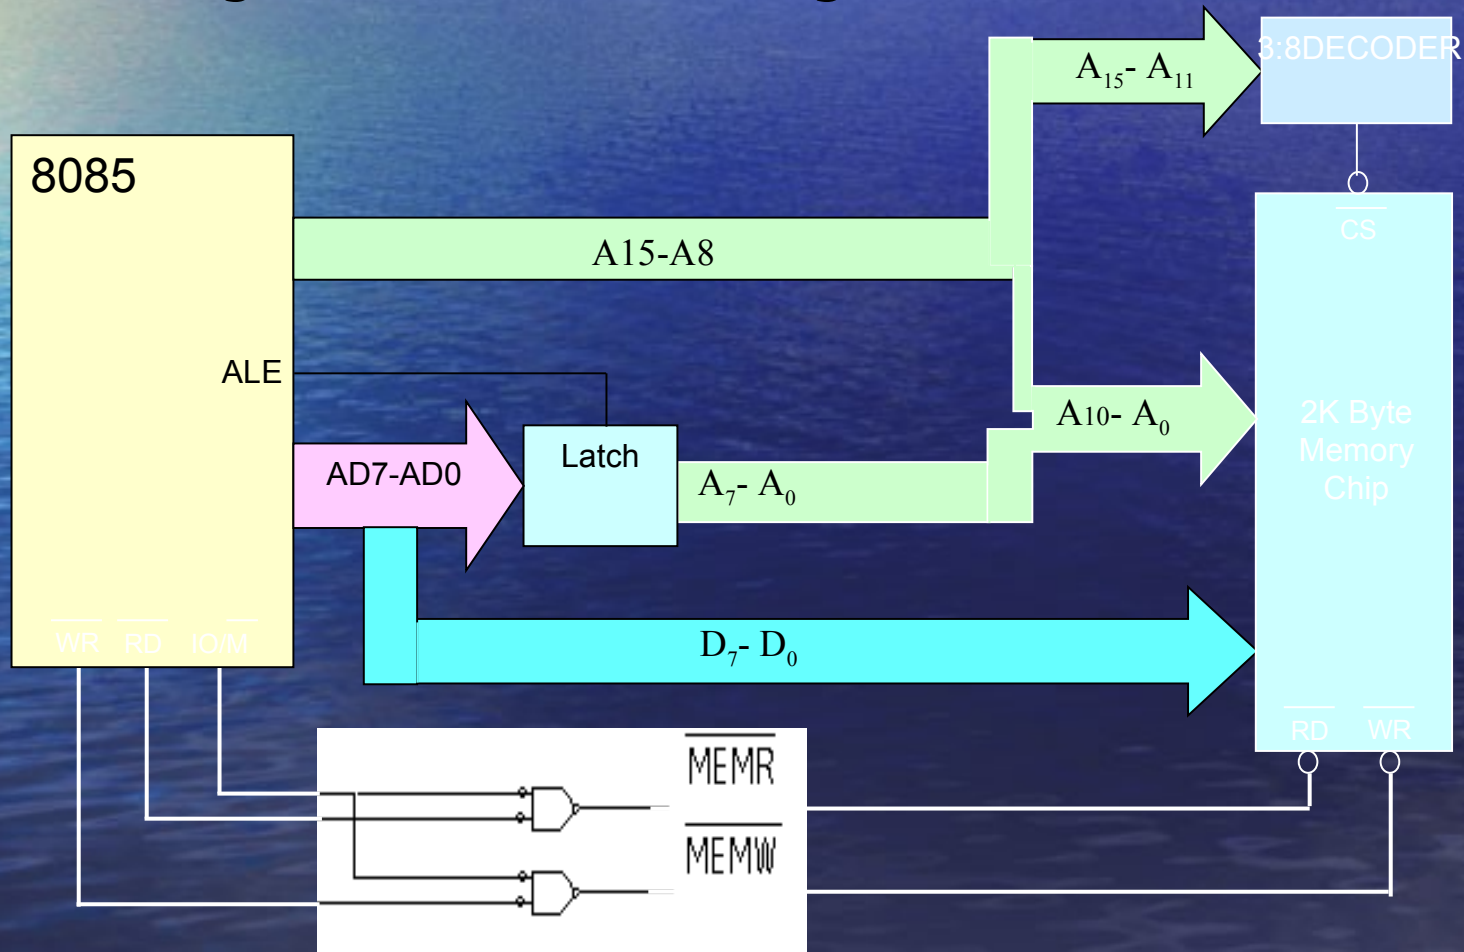 3:8DECODER
A₁₅- A₁₁
8085
CS
A15-A8
ALE
A10- A₀
2K Byte
Memory
Chip
Latch
AD7-AD0
A₇- A₀
WR RD IO/M
D₇- D₀
RD WR
MEMR
MEMW